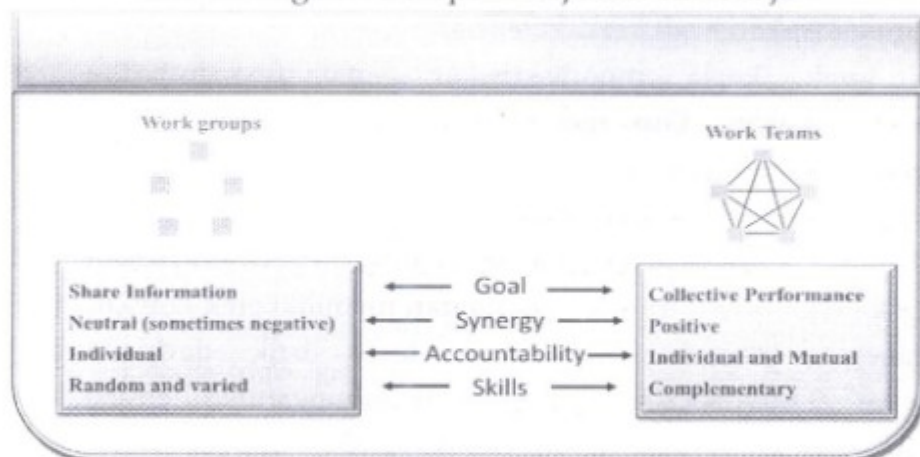 Work groups
Work Teams
Share Information
Neutral (sometimes negative)
Individual
Random and varied
Goal
Synergy
Accountability
Skills
Collective Performance
Positive
Individual and Mutual
Complementary